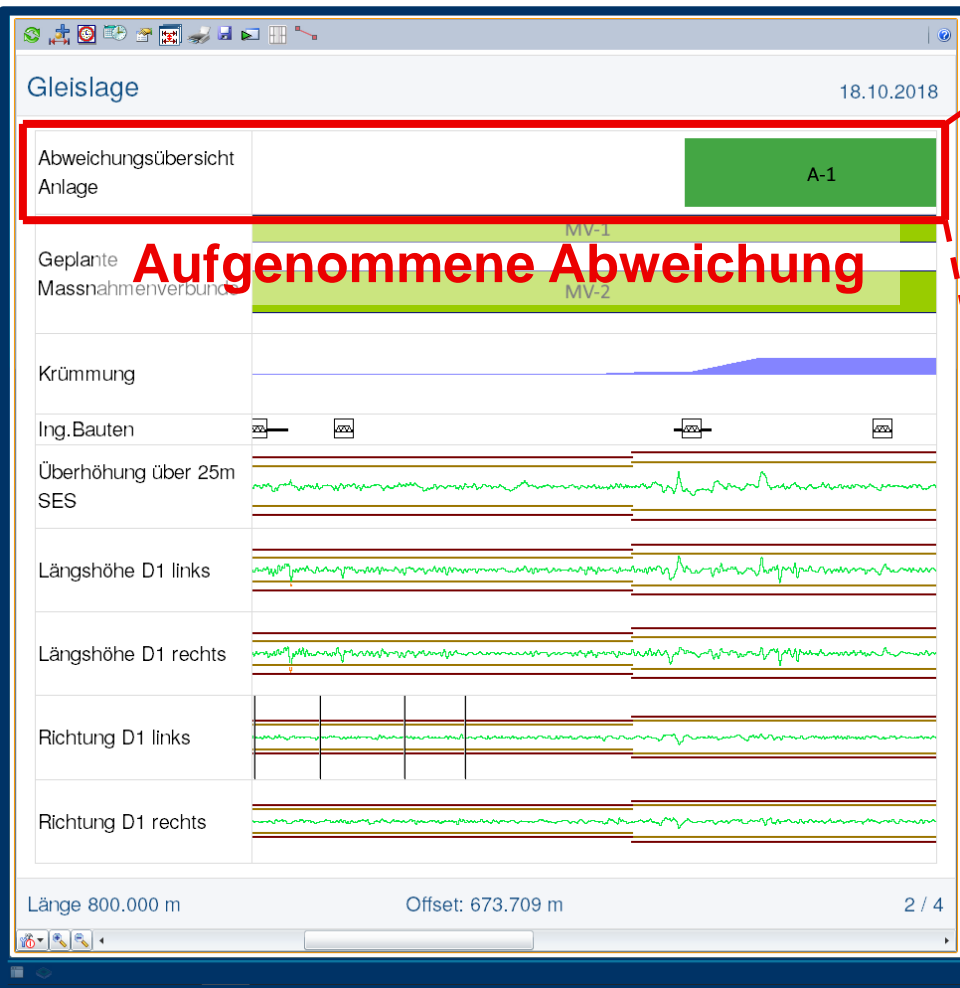 Gleislage
18.10.2018
Abweichungsübersicht
Anlage
A-1
MV-1
Aufgenommene Abweichung
Geplante
Massnahmenverbunde
MV-2
Krümmung
Ing.Bauten
Überhöhung über 25m
SES
Längshöhe D1 links
Längshöhe D1 rechts
Richtung D1 links
Richtung D1 rechts
Länge 800.000 m
Offset: 673.709 m
2 / 4